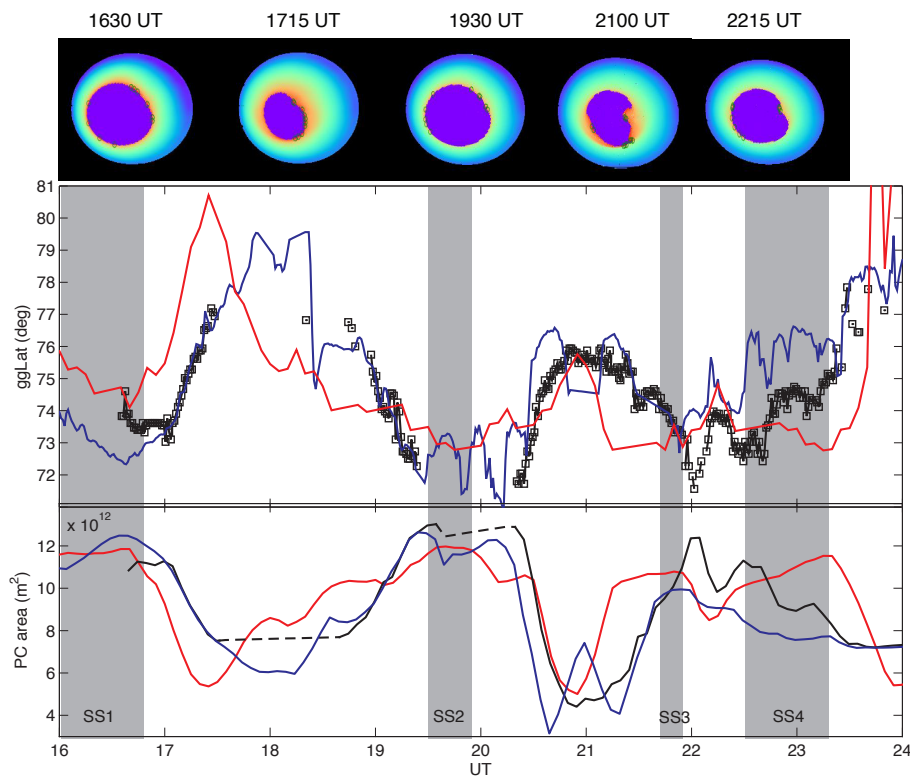 1630 UT 1715 UT 1930 UT 2100 UT 2215 UT
81
80
79
78
77
76
75
74
73
72
ggLat (deg)
x 10^12
12
10
8
6
4
PC area (m²)
SS1 SS2 SS3 SS4
16 17 18 19 20 21 22 23 24
UT